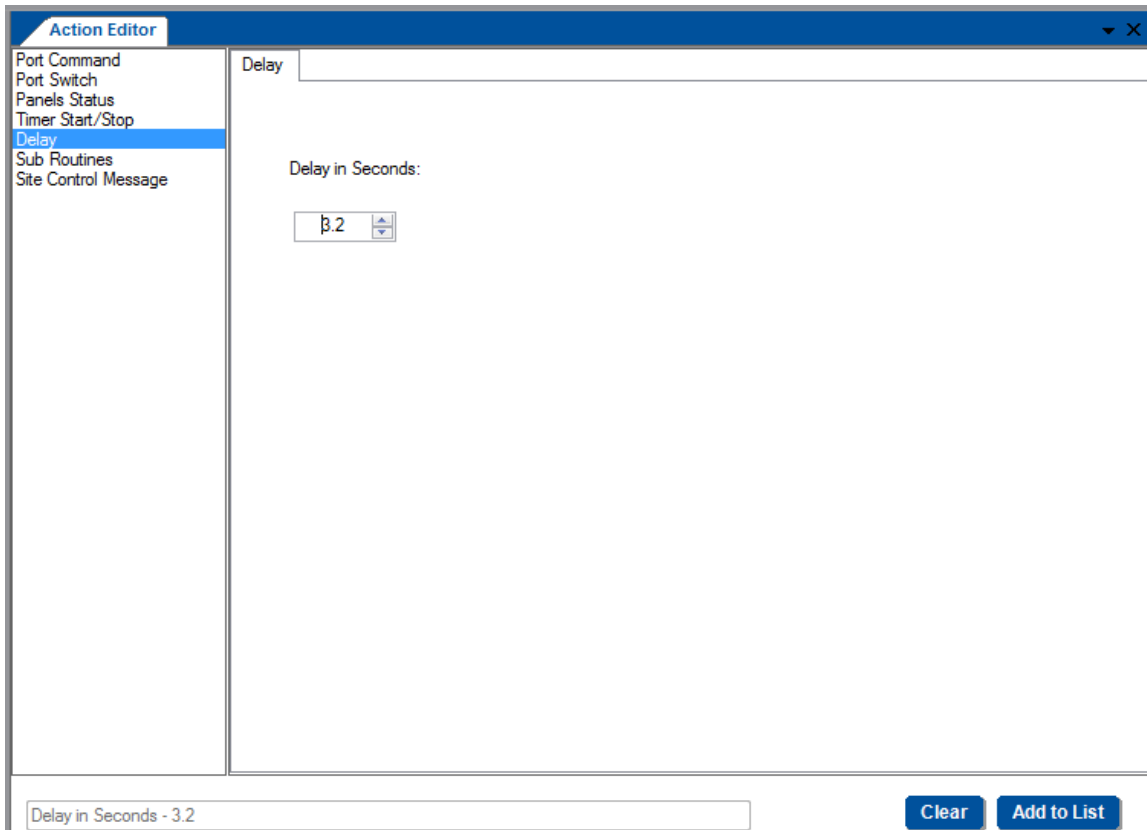 Action Editor
Port Command
Port Switch
Panels Status
Timer Start/Stop
Delay
Sub Routines
Site Control Message
Delay
Delay in Seconds:
3.2
Delay in Seconds - 3.2
Clear
Add to List